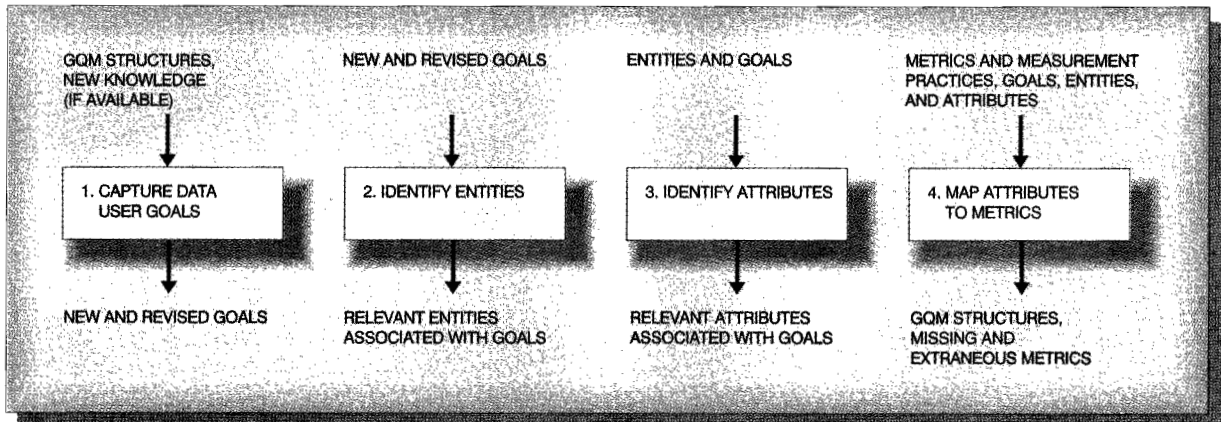 GQM STRUCTURES,
NEW KNOWLEDGE
(IF AVAILABLE)
1. CAPTURE DATA
USER GOALS
NEW AND REVISED GOALS
NEW AND REVISED GOALS
2. IDENTIFY ENTITIES
RELEVANT ENTITIES
ASSOCIATED WITH GOALS
ENTITIES AND GOALS
3. IDENTIFY ATTRIBUTES
RELEVANT ATTRIBUTES
ASSOCIATED WITH GOALS
METRICS AND MEASUREMENT
PRACTICES, GOALS, ENTITIES,
AND ATTRIBUTES
4. MAP ATTRIBUTES
TO METRICS
GQM STRUCTURES,
MISSING AND
EXTRANEOUS METRICS